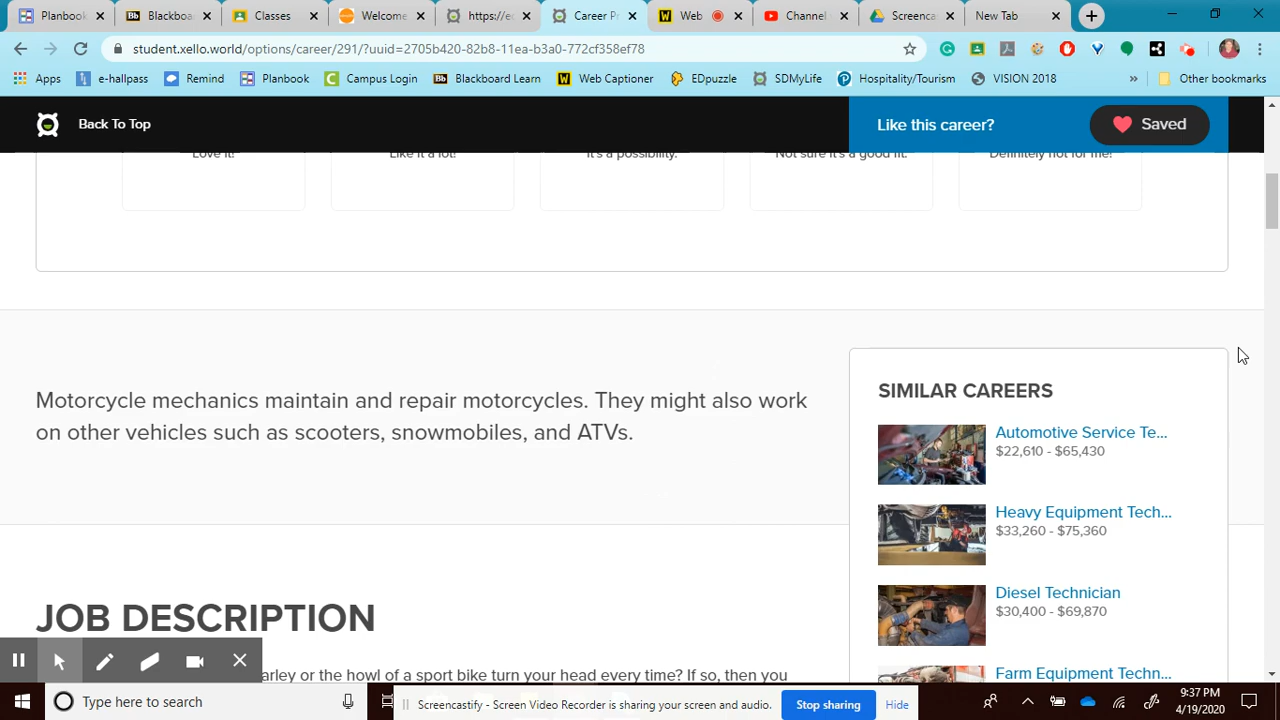 Planbook
Blackboa
Classes
Welcome
https://ec
Career Pr
Web
Channel
Screenca
New Tab
student.xello.world/options/career/291/?uuid=2705b420-82b8-11ea-b3a0-772cf358ef78
Apps
e-hallpass
Remind
Planbook
Campus Login
Bb
Blackboard Learn
Web Captioner
EDpuzzle
SDMyLife
Hospitality/Tourism
VISION 2018
»
Other bookmarks
Back To Top
Like this career?
Saved
Love it!
Like it a lot!
It's a possibility.
Not sure it's a good fit.
Definitely not for me!
Motorcycle mechanics maintain and repair motorcycles. They might also work
on other vehicles such as scooters, snowmobiles, and ATVs.
SIMILAR CAREERS
Automotive Service Te...
$22,610 - $65,430
Heavy Equipment Tech...
$33,260 - $75,360
Diesel Technician
$30,400 - $69,870
Farm Equipment Techn...
JOB DESCRIPTION
arley or the howl of a sport bike turn your head every time? If so, then you
Type here to search
Screencastify - Screen Video Recorder is sharing your screen and audio.
Stop sharing
Hide
9:37 PM
4/19/2020